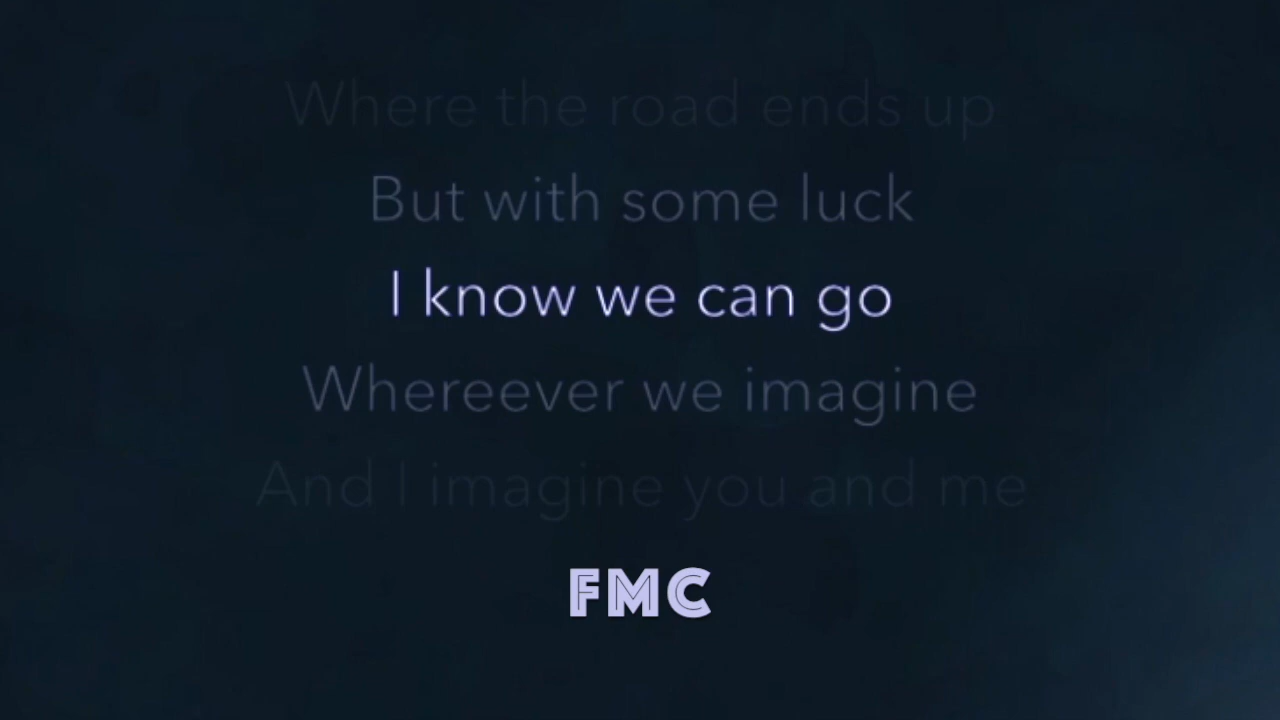 Where the road ends up
But with some luck
I know we can go
Whereever we imagine
And I imagine you and me
FMC